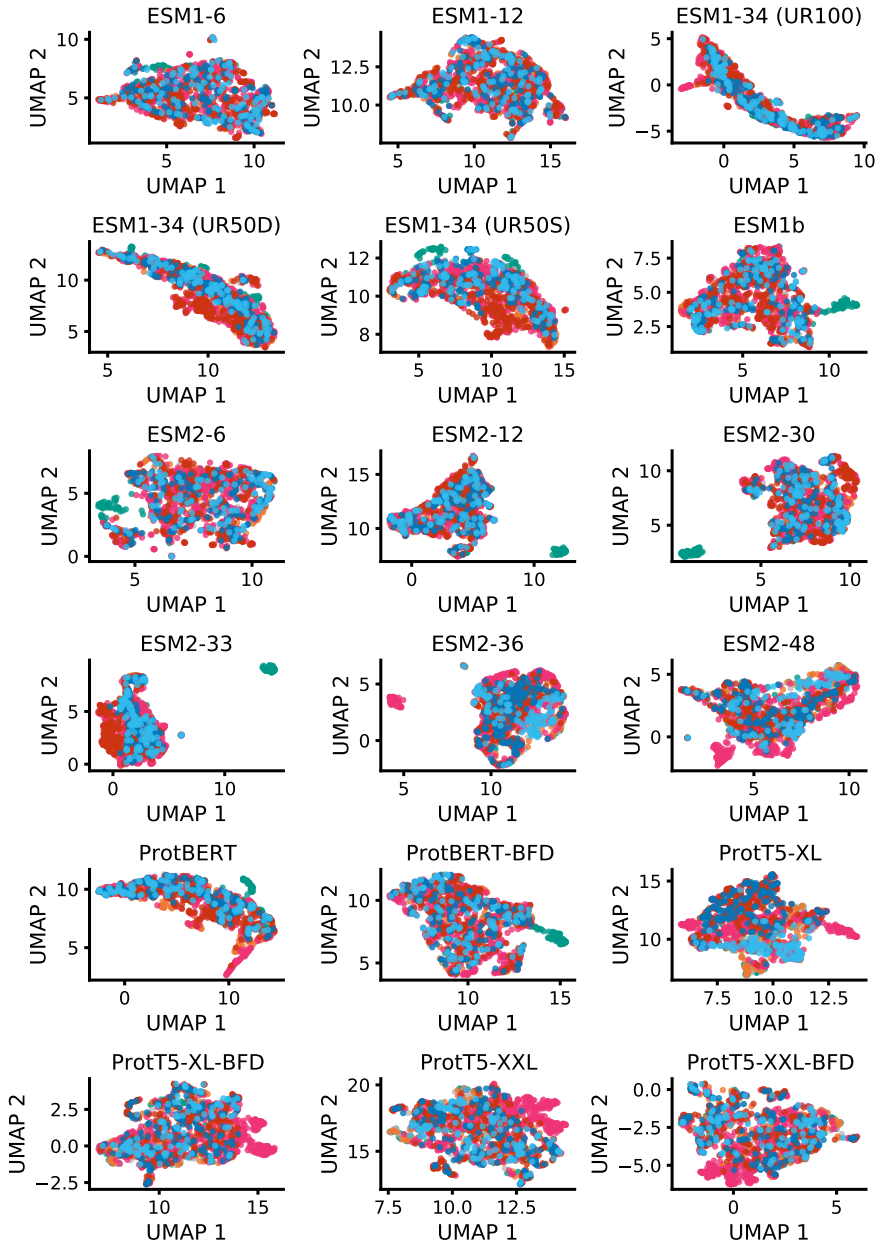 ESM1-6
10
5
UMAP 2
5
10
UMAP 1
ESM1-12
12.5
10.0
UMAP 2
5
10
15
UMAP 1
ESM1-34 (UR100)
5
0
−5
UMAP 2
0
5
10
UMAP 1
ESM1-34 (UR50D)
10
5
UMAP 2
5
10
UMAP 1
ESM1-34 (UR50S)
12
10
8
UMAP 2
5
10
15
UMAP 1
ESM1b
7.5
5.0
2.5
UMAP 2
5
10
UMAP 1
ESM2-6
5
0
UMAP 2
5
10
UMAP 1
ESM2-12
15
10
UMAP 2
0
10
UMAP 1
ESM2-30
10
5
UMAP 2
5
10
UMAP 1
ESM2-33
5
0
UMAP 2
0
10
UMAP 1
ESM2-36
5
0
UMAP 2
5
10
UMAP 1
ESM2-48
5
0
UMAP 2
5
10
UMAP 1
ProtBERT
10
5
UMAP 2
0
10
UMAP 1
ProtBERT-BFD
10
5
UMAP 2
10
15
UMAP 1
ProtT5-XL
15
10
UMAP 2
7.5
10.0
12.5
UMAP 1
ProtT5-XL-BFD
2.5
0.0
−2.5
UMAP 2
10
15
UMAP 1
ProtT5-XXL
20
15
UMAP 2
7.5
10.0
12.5
UMAP 1
ProtT5-XXL-BFD
0.0
−2.5
−5.0
UMAP 2
0
5
UMAP 1